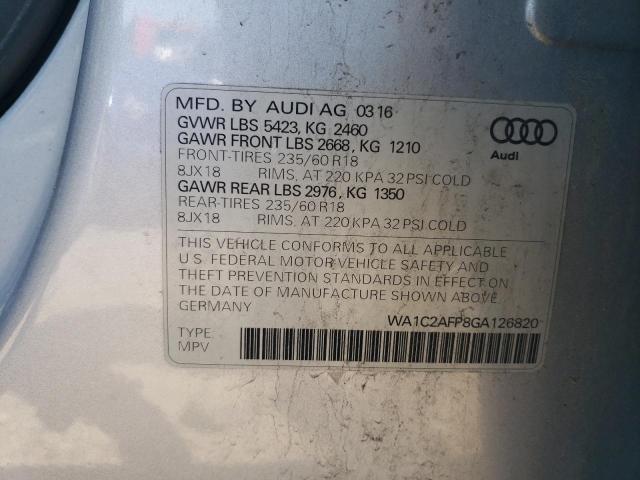 MFD. BY AUDI AG 03 16
GVWR LBS 5423, KG 2460
GAWR FRONT LBS 2668, KG 1210
FRONT-TIRES 235/60 R18
8JX18 RIMS, AT 220 KPA 32 PSI COLD
GAWR REAR LBS 2976, KG 1350
REAR-TIRES 235/60 R18
8JX18 RIMS, AT 220 KPA 32 PSI COLD
Audi
THIS VEHICLE CONFORMS TO ALL APPLICABLE
U.S. FEDERAL MOTOR VEHICLE SAFETY AND
THEFT PREVENTION STANDARDS IN EFFECT ON
THE DATE OF MANUFACTURE SHOWN ABOVE.
GERMANY
WA1C2AFP8GA126820
TYPE:
MPV